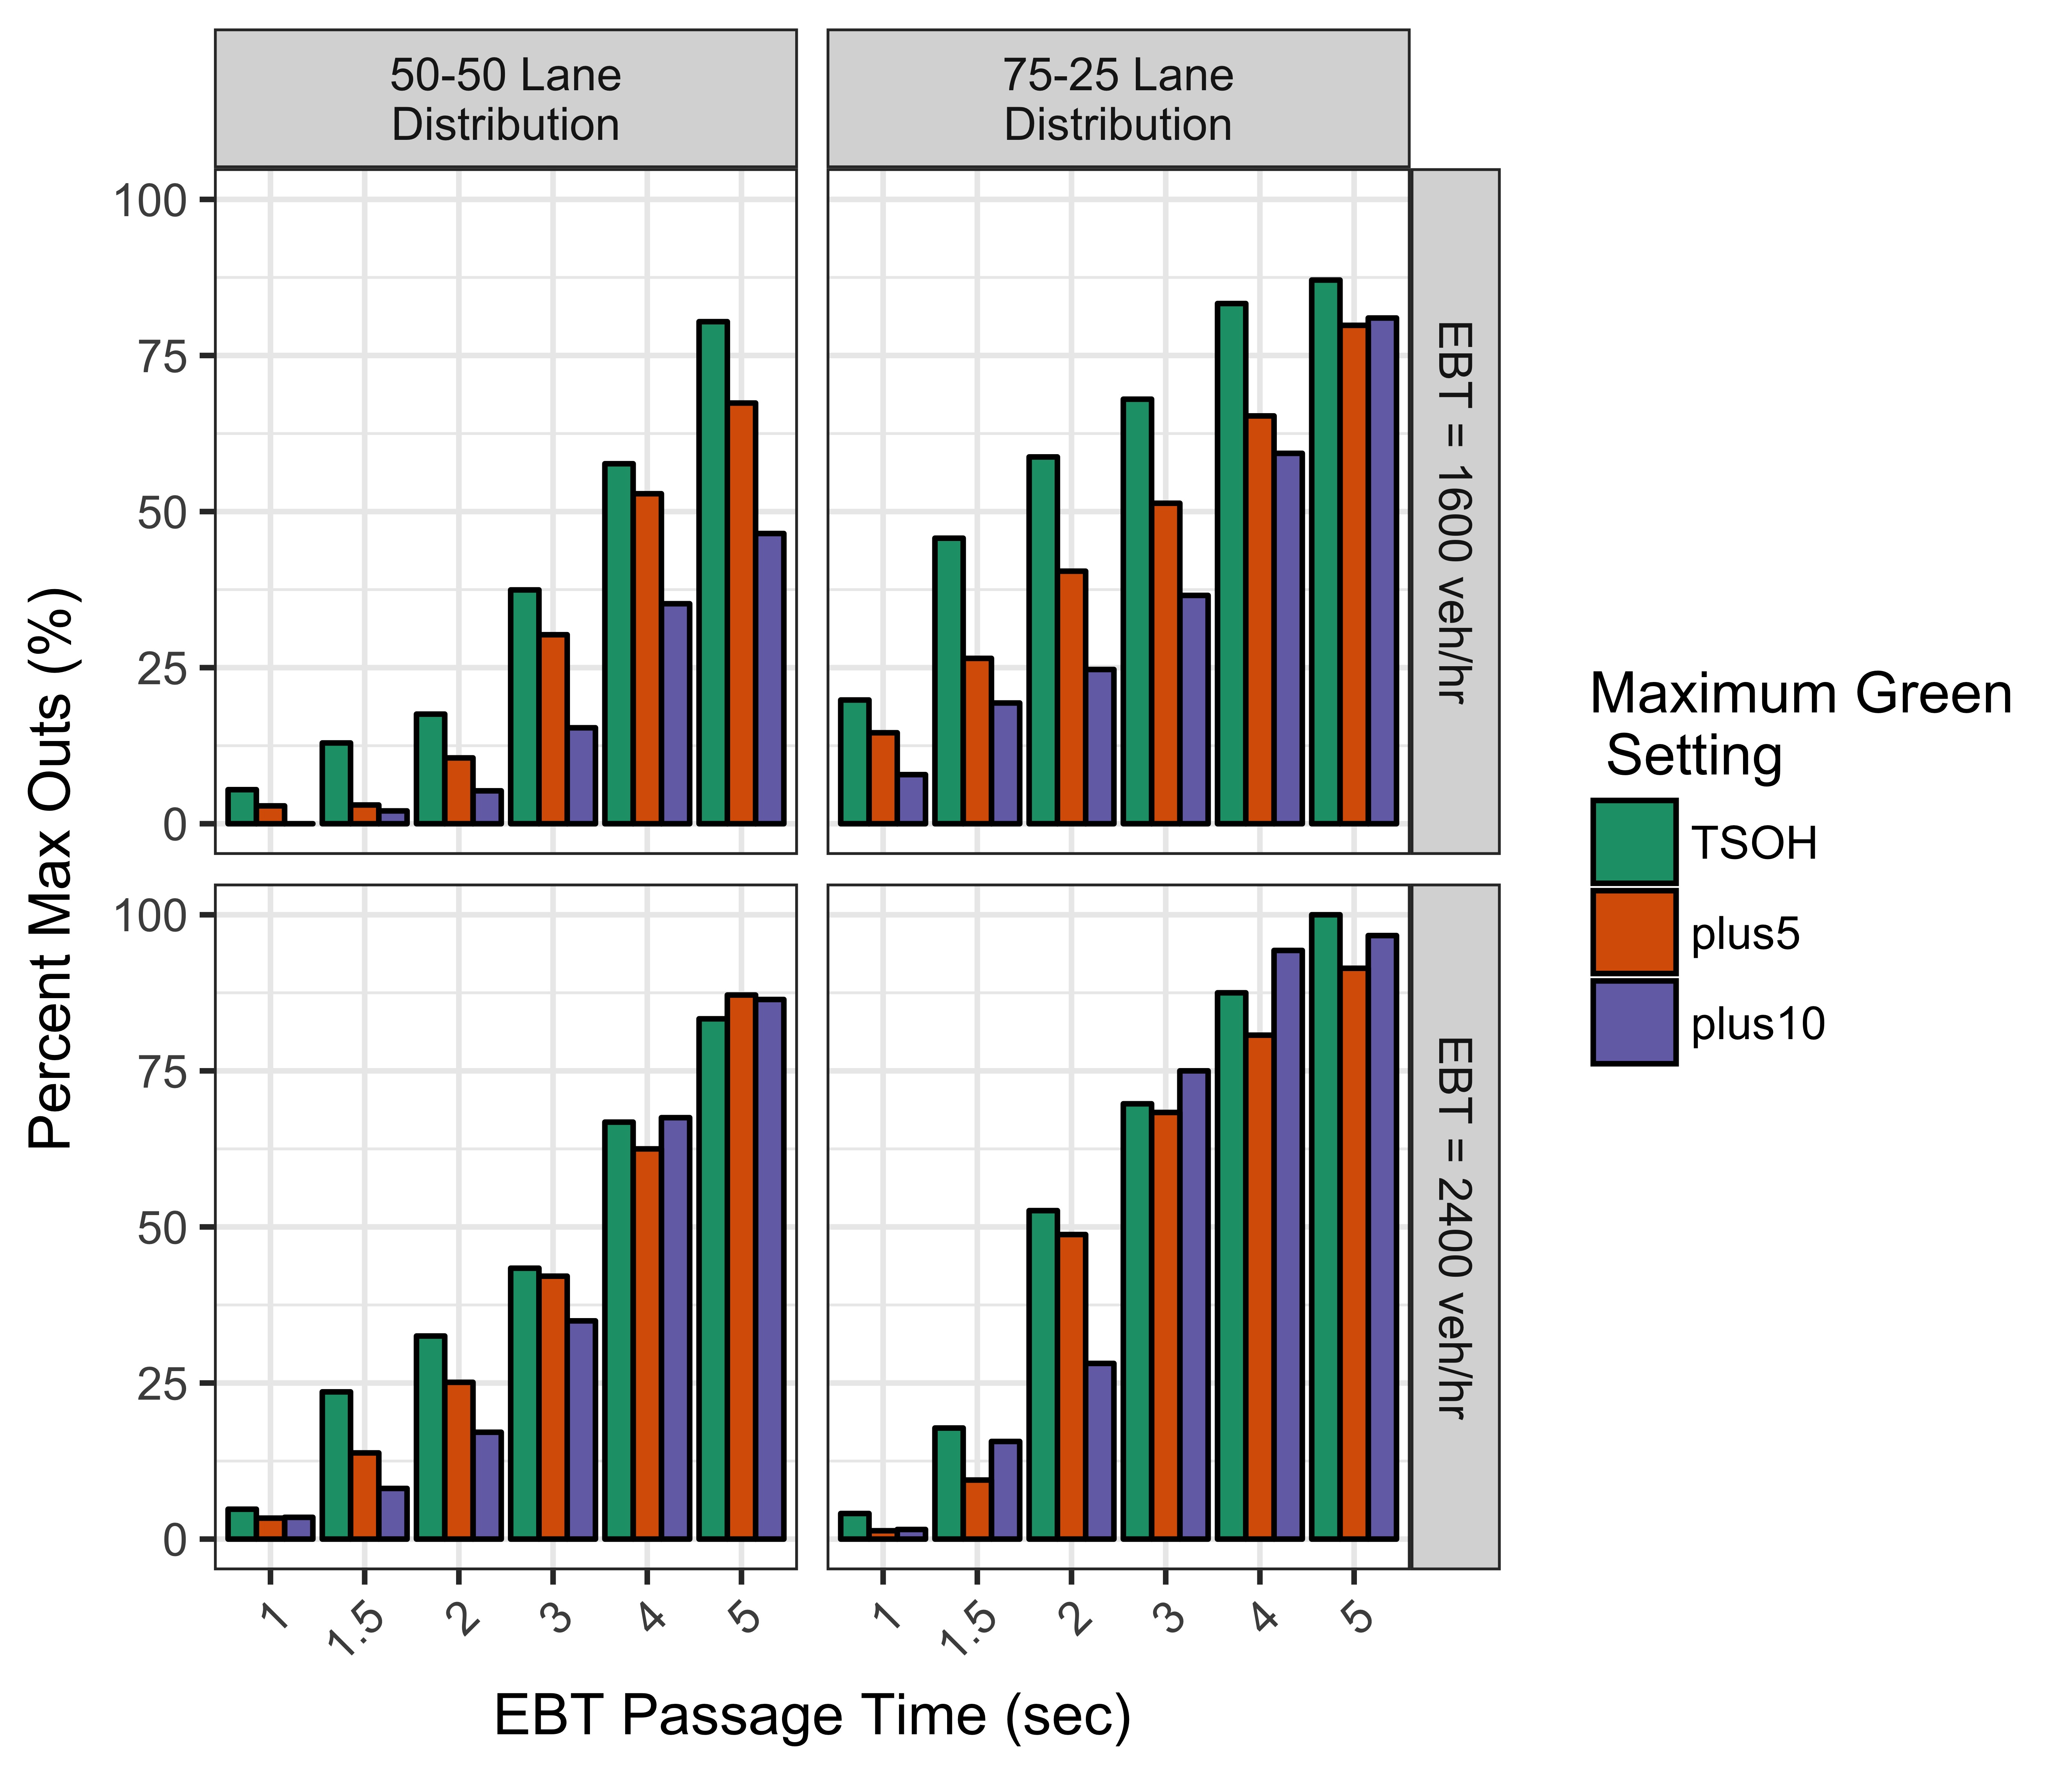 50-50 Lane
Distribution
75-25 Lane
Distribution
100
75
50
25
0
EBT = 1600 veh/hr
100
75
50
25
0
EBT = 2400 veh/hr
1 1.5 2 3 4 5
1 1.5 2 3 4 5
EBT Passage Time (sec)
Percent Max Outs (%)
Maximum Green
Setting
TSOH
plus5
plus10